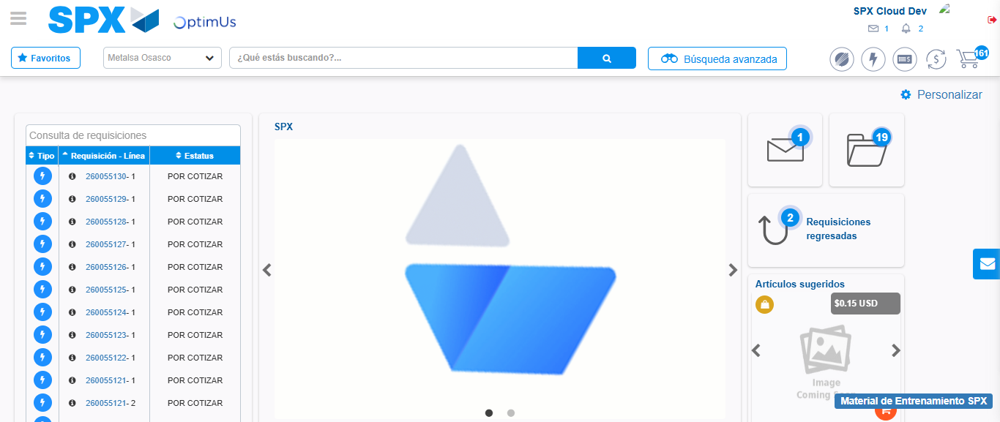 SPX
OptimUs
SPX Cloud Dev
1
2
Favoritos
Metalsa Osasco
¿Qué estás buscando?...
Búsqueda avanzada
161
Personalizar
Consulta de requisiciones
Tipo Requisición - Línea Estatus
260055130- 1 POR COTIZAR
260055129- 1 POR COTIZAR
260055128- 1 POR COTIZAR
260055127- 1 POR COTIZAR
260055126- 1 POR COTIZAR
260055125- 1 POR COTIZAR
260055124- 1 POR COTIZAR
260055123- 1 POR COTIZAR
260055122- 1 POR COTIZAR
260055121- 1 POR COTIZAR
260055121- 2 POR COTIZAR
SPX
1
19
2
Requisiciones
regresadas
Artículos sugeridos
$0.15 USD
Image
Coming
Material de Entrenamiento SPX